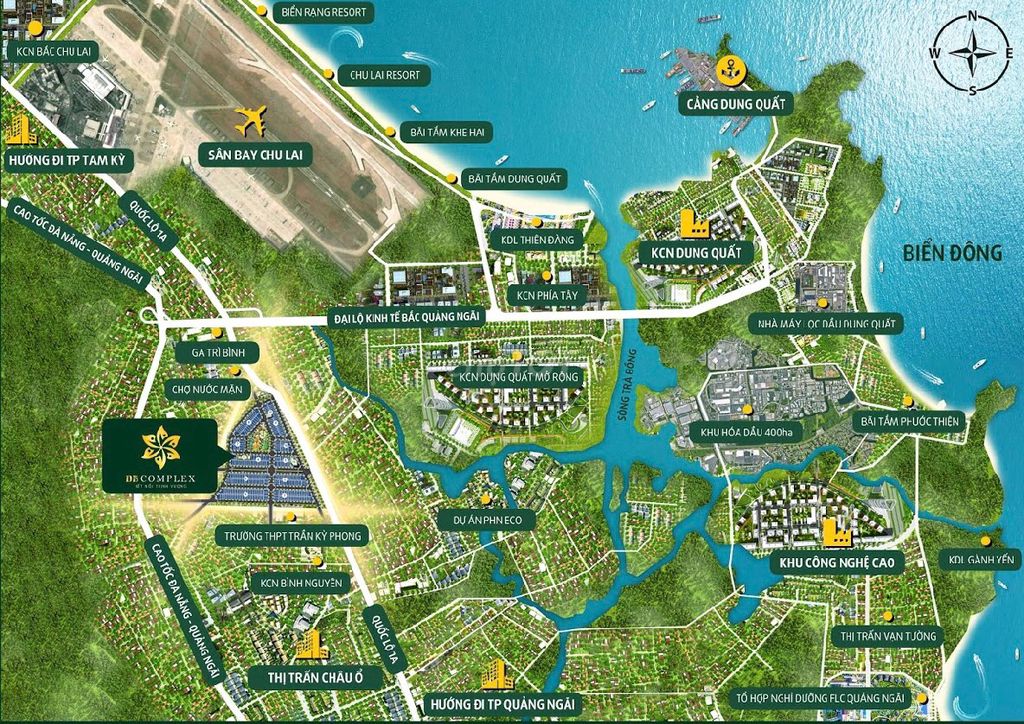 BIỂN RẠNG RESORT
N
KCN BẮC CHU LAI
W
E
CHU LAI RESORT
S
CẢNG DUNG QUẤT
BÃI TẮM KHE HAI
HƯỚNG ĐI TP TAM KỲ
SÂN BAY CHU LAI
BÃI TẮM DUNG QUẤT
QUỐC LỘ 1A
CAO TỐC ĐÀ NẴNG - QUẢNG NGÃI
KDL THIÊN ĐÀNG
KCN DUNG QUẤT
BIỂN ĐÔNG
KCN PHÍA TÂY
ĐẠI LỘ KINH TẾ BẮC QUẢNG NGÃI
NHÀ MÁY LỌC DẦU DUNG QUẤT
GA TRÌ BÌNH
CHỢ NƯỚC MẶN
KCN DUNG QUẤT MỞ RỘNG
SÔNG TRÀ BỒNG
KHU HÓA DẦU 400ha
BÃI TẮM PHƯỚC THIỆN
DBCOMPLEX
KẾT NỐI THỊNH VƯỢNG
DỰ ÁN PHN ECO
TRƯỜNG THPT TRẦN KỲ PHONG
KHU CÔNG NGHỆ CAO
KDL GÀNH YẾN
KCN BÌNH NGUYÊN
CAO TỐC ĐÀ NẴNG - QUẢNG NGÃI
QUỐC LỘ 1A
THỊ TRẤN VẠN TƯỜNG
THỊ TRẤN CHÂU Ổ
HƯỚNG ĐI TP QUẢNG NGÃI
TỔ HỢP NGHỈ DƯỠNG FLC QUẢNG NGÃI